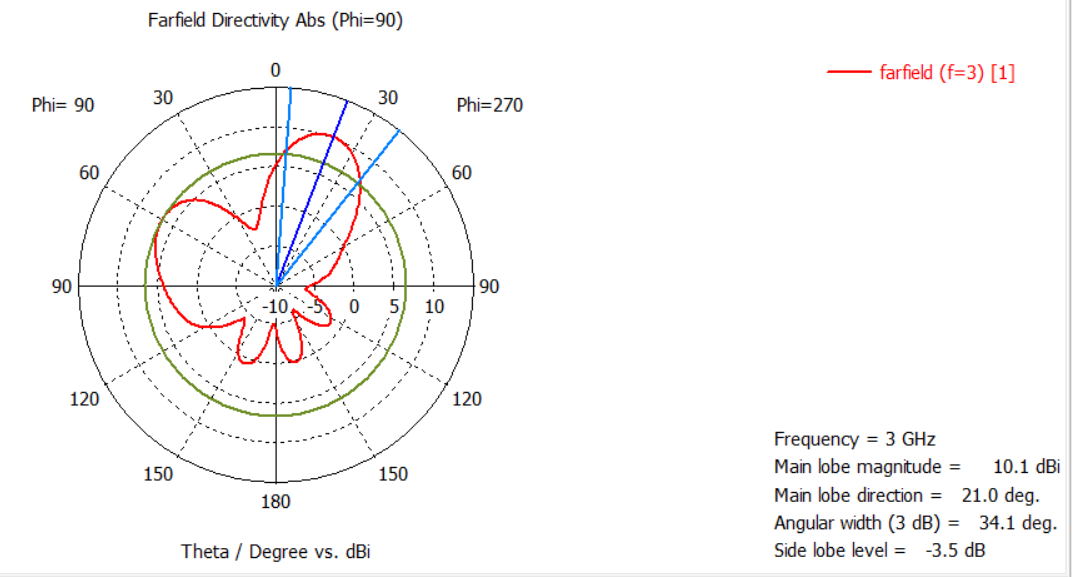 Farfield Directivity Abs (Phi=90)
farfield (f=3) [1]
0
Phi= 90
30
30
Phi=270
60
60
90
-10
-5
0
5
10
90
120
120
150
150
180
Theta / Degree vs. dBi
Frequency = 3 GHz
Main lobe magnitude = 10.1 dBi
Main lobe direction = 21.0 deg.
Angular width (3 dB) = 34.1 deg.
Side lobe level = -3.5 dB